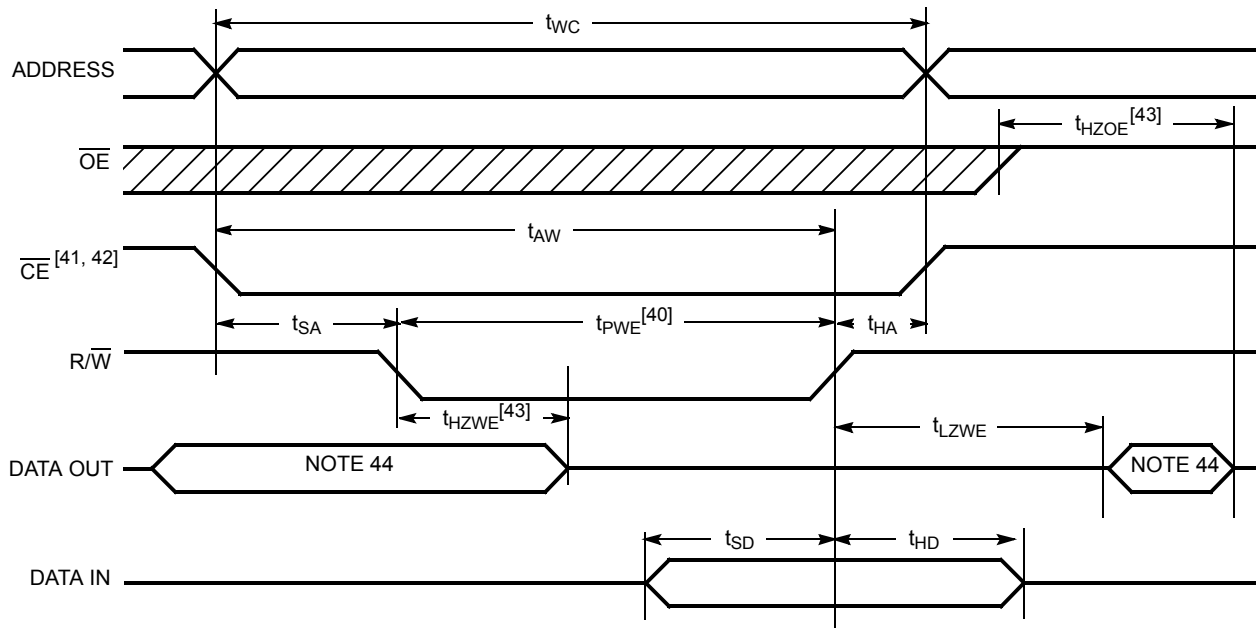 tWC
ADDRESS
tHZOE[43]
OE
tAW
CE [41, 42]
tSA
tPWE[40]
tHA
R/W
tHZWE[43]
tLZWE
DATA OUT
NOTE 44
NOTE 44
tSD
tHD
DATA IN